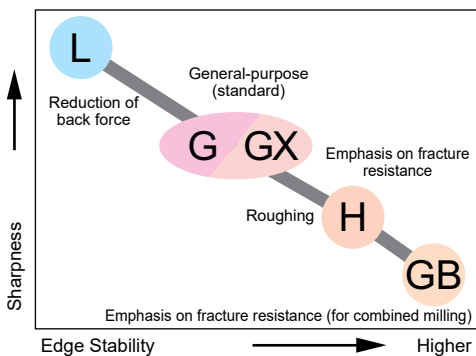 L
General-purpose
(standard)
Reduction of
back force
G GX
Emphasis on fracture
resistance
Roughing
H
GB
Emphasis on fracture resistance (for combined milling)
Sharpness
Edge Stability
Higher